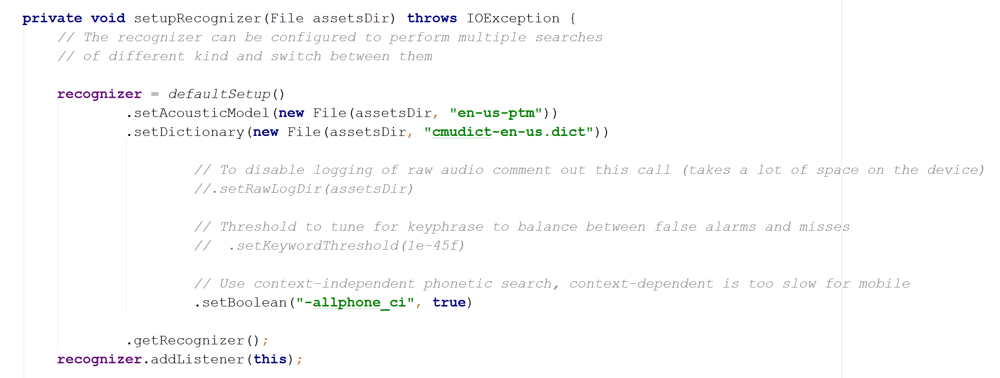 private void setupRecognizer(File assetsDir) throws IOException {
// The recognizer can be configured to perform multiple searches
// of different kind and switch between them
recognizer = defaultSetup()
.setAcousticModel(new File(assetsDir, "en-us-ptm"))
.setDictionary(new File(assetsDir, "cmudict-en-us.dict"))
// To disable logging of raw audio comment out this call (takes a lot of space on the device)
//.setRawLogDir(assetsDir)
// Threshold to tune for keyphrase to balance between false alarms and misses
//  .setKeywordThreshold(1e-45f)
// Use context-independent phonetic search, context-dependent is too slow for mobile
.setBoolean("-allphone_ci", true)
.getRecognizer();
recognizer.addListener(this);